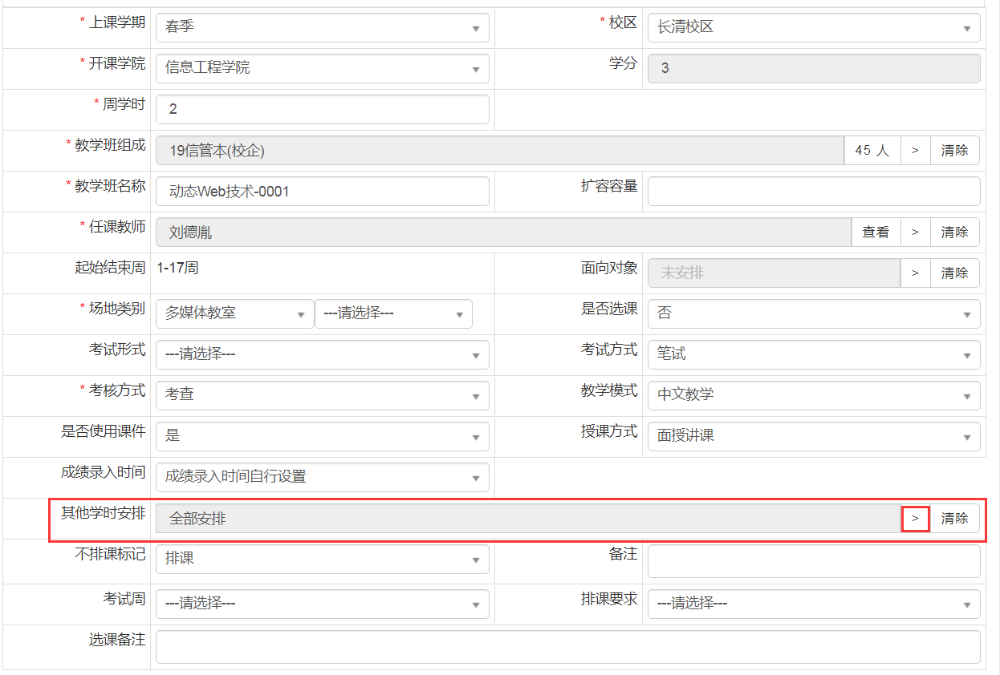 * 上课学期 春季 * 校区 长清校区
* 开课学院 信息工程学院 学分 3
* 周学时 2
* 教学班组成 19信管本(校企) 45 人 > 清除
* 教学班名称 动态Web技术-0001 扩容容量
* 任课教师 刘德胤 查看 > 清除
起始结束周 1-17周 面向对象 未安排 > 清除
* 场地类别 多媒体教室 ---请选择--- 是否选课 否
考试形式 ---请选择--- 考试方式 笔试
* 考核方式 考查 教学模式 中文教学
是否使用课件 是 授课方式 面授讲课
成绩录入时间 成绩录入时间自行设置
其他学时安排 全部安排 > 清除
不排课标记 排课 备注
考试周 ---请选择--- 排课要求 ---请选择---
选课备注